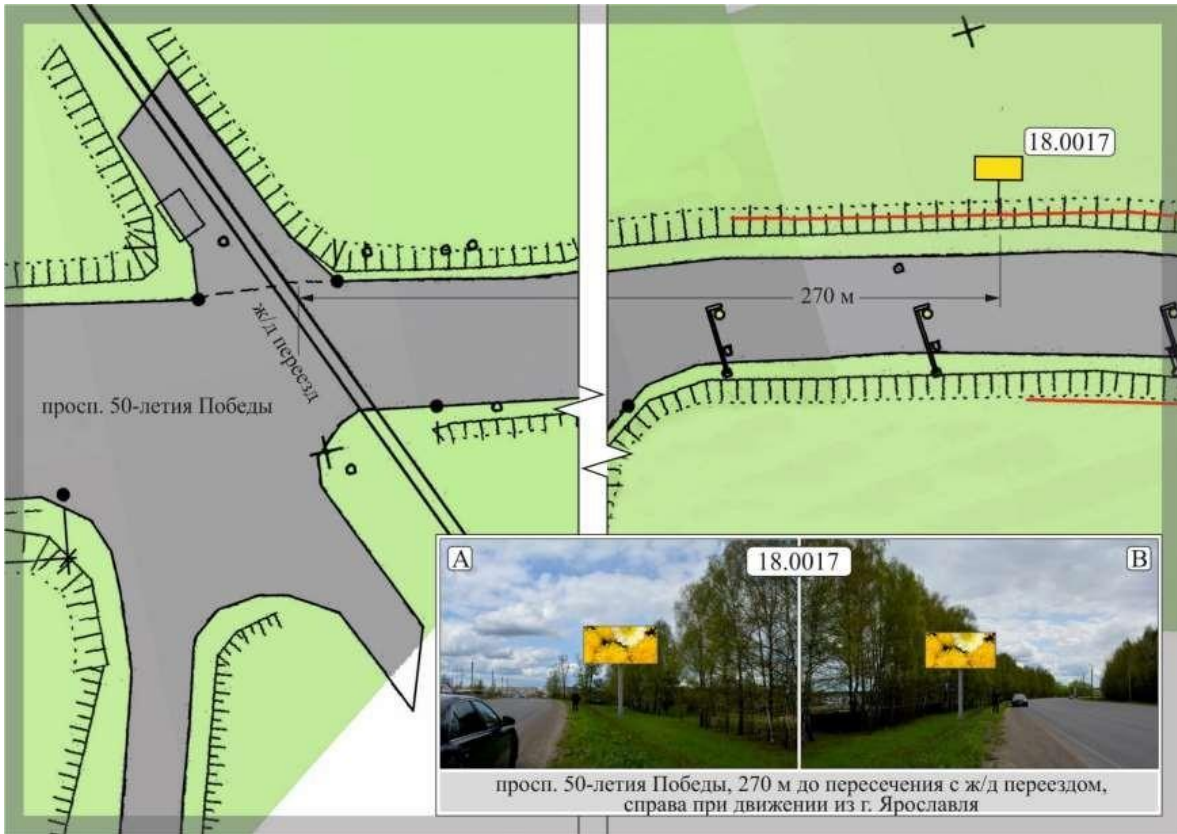 18.0017
270 м
ж/д переезд
просп. 50-летия Победы
A
18.0017
B
просп. 50-летия Победы, 270 м до пересечения с ж/д переездом,
справа при движении из г. Ярославля